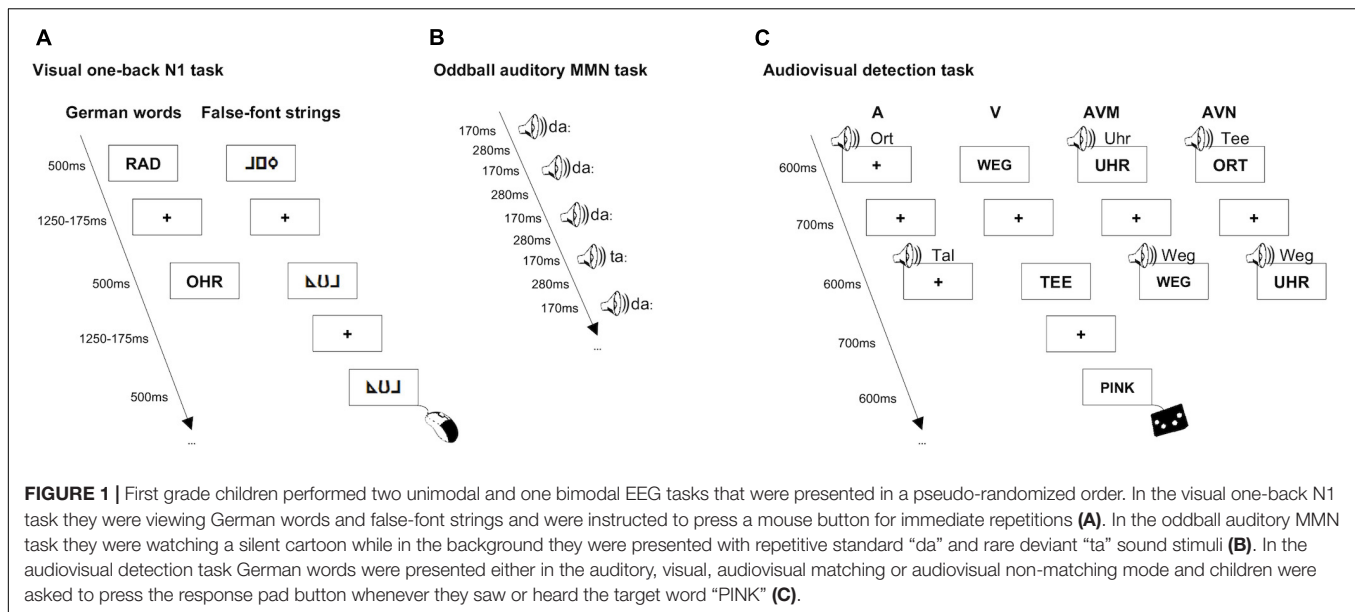 A
Visual one-back N1 task
German words False-font strings
500ms RAD
1250-175ms + +
500ms OHR
1250-175ms +
500ms
...
B
Oddball auditory MMN task
170ms da:
280ms
170ms da:
280ms
170ms da:
280ms
170ms ta:
280ms
170ms da:
...
C
Audiovisual detection task
A V AVM AVN
Ort Uhr Tee
600ms + WEG UHR ORT
700ms + + + +
Tal Weg Weg
600ms + TEE WEG UHR
700ms +
600ms PINK
...
FIGURE 1 | First grade children performed two unimodal and one bimodal EEG tasks that were presented in a pseudo-randomized order. In the visual one-back N1
task they were viewing German words and false-font strings and were instructed to press a mouse button for immediate repetitions (A). In the oddball auditory MMN
task they were watching a silent cartoon while in the background they were presented with repetitive standard “da” and rare deviant “ta” sound stimuli (B). In the
audiovisual detection task German words were presented either in the auditory, visual, audiovisual matching or audiovisual non-matching mode and children were
asked to press the response pad button whenever they saw or heard the target word “PINK” (C).